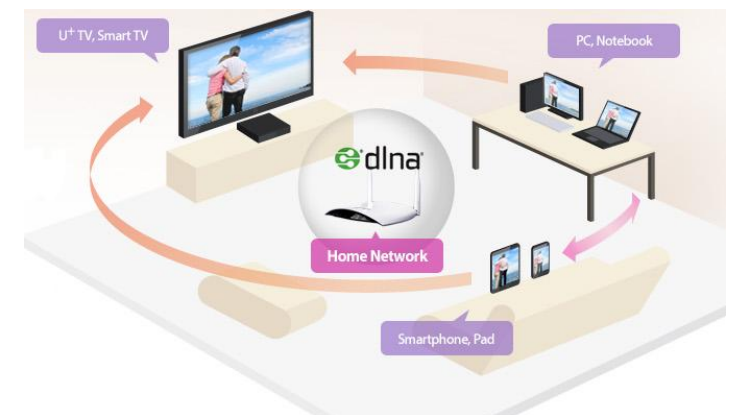 U+ TV, Smart TV
PC, Notebook
dlna
Home Network
Smartphone, Pad